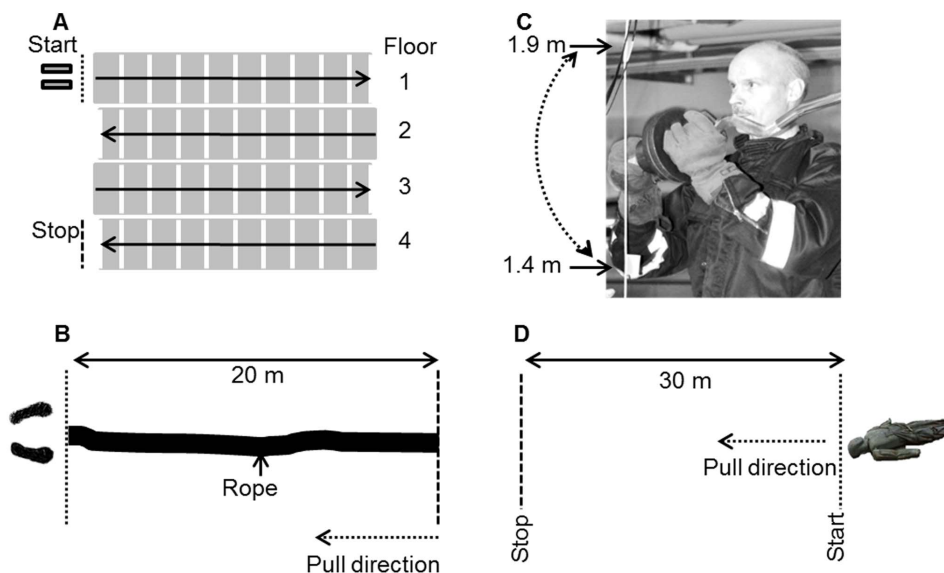 A
Start
Floor
1
2
3
Stop
4
B
20 m
Rope
Pull direction
C
1.9 m
1.4 m
D
30 m
Pull direction
Stop
Start